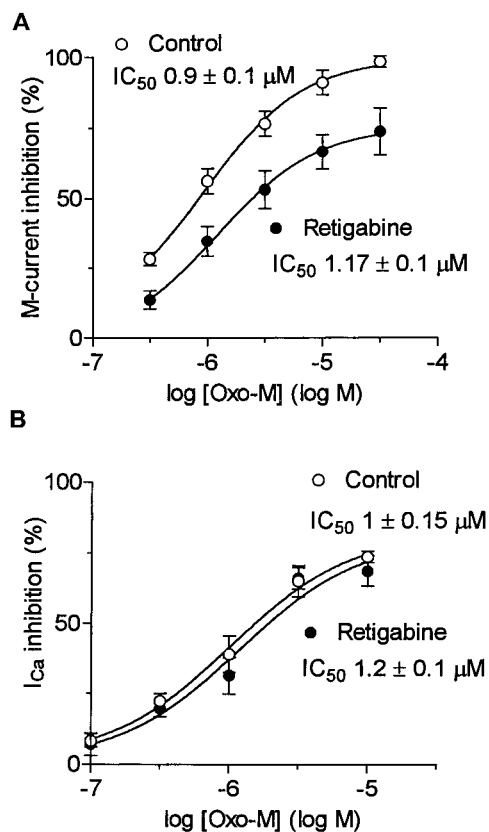 A
100
50
0
M-current inhibition (%)
Control
IC50 0.9 ± 0.1 µM
Retigabine
IC50 1.17 ± 0.1 µM
-7 -6 -5 -4
log [Oxo-M] (log M)
B
100
50
0
ICa inhibition (%)
Control
IC50 1 ± 0.15 µM
Retigabine
IC50 1.2 ± 0.1 µM
-7 -6 -5
log [Oxo-M] (log M)